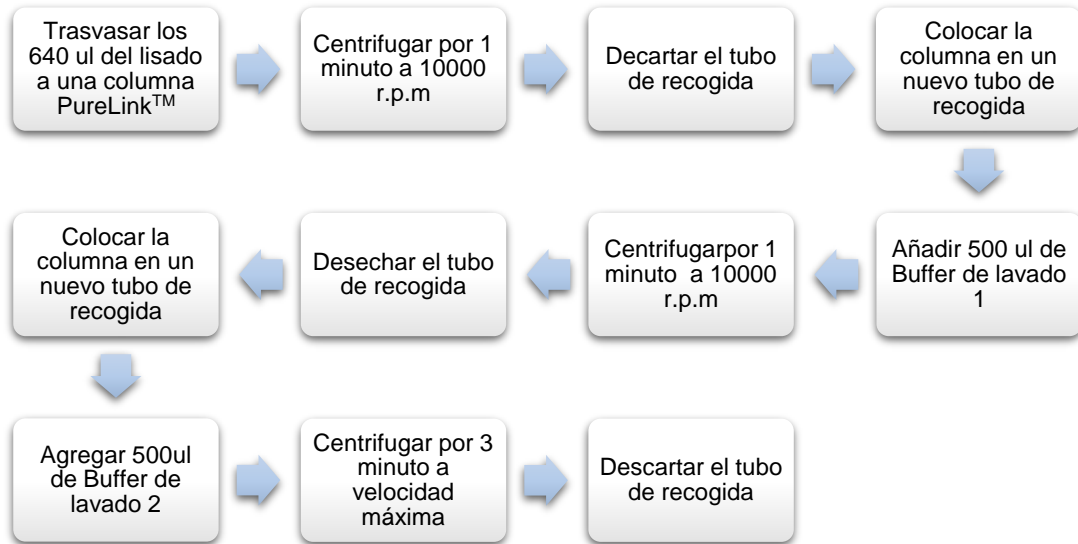 Trasvasar los
640 ul del lisado
a una columna
PureLink™
Centrifugar por 1
minuto a 10000
r.p.m
Decartar el tubo
de recogida
Colocar la
columna en un
nuevo tubo de
recogida
Añadir 500 ul de
Buffer de lavado
1
Centrifugarpor 1
minuto a 10000
r.p.m
Desechar el tubo
de recogida
Colocar la
columna en un
nuevo tubo de
recogida
Agregar 500ul
de Buffer de
lavado 2
Centrifugar por 3
minuto a
velocidad
máxima
Descartar el tubo
de recogida